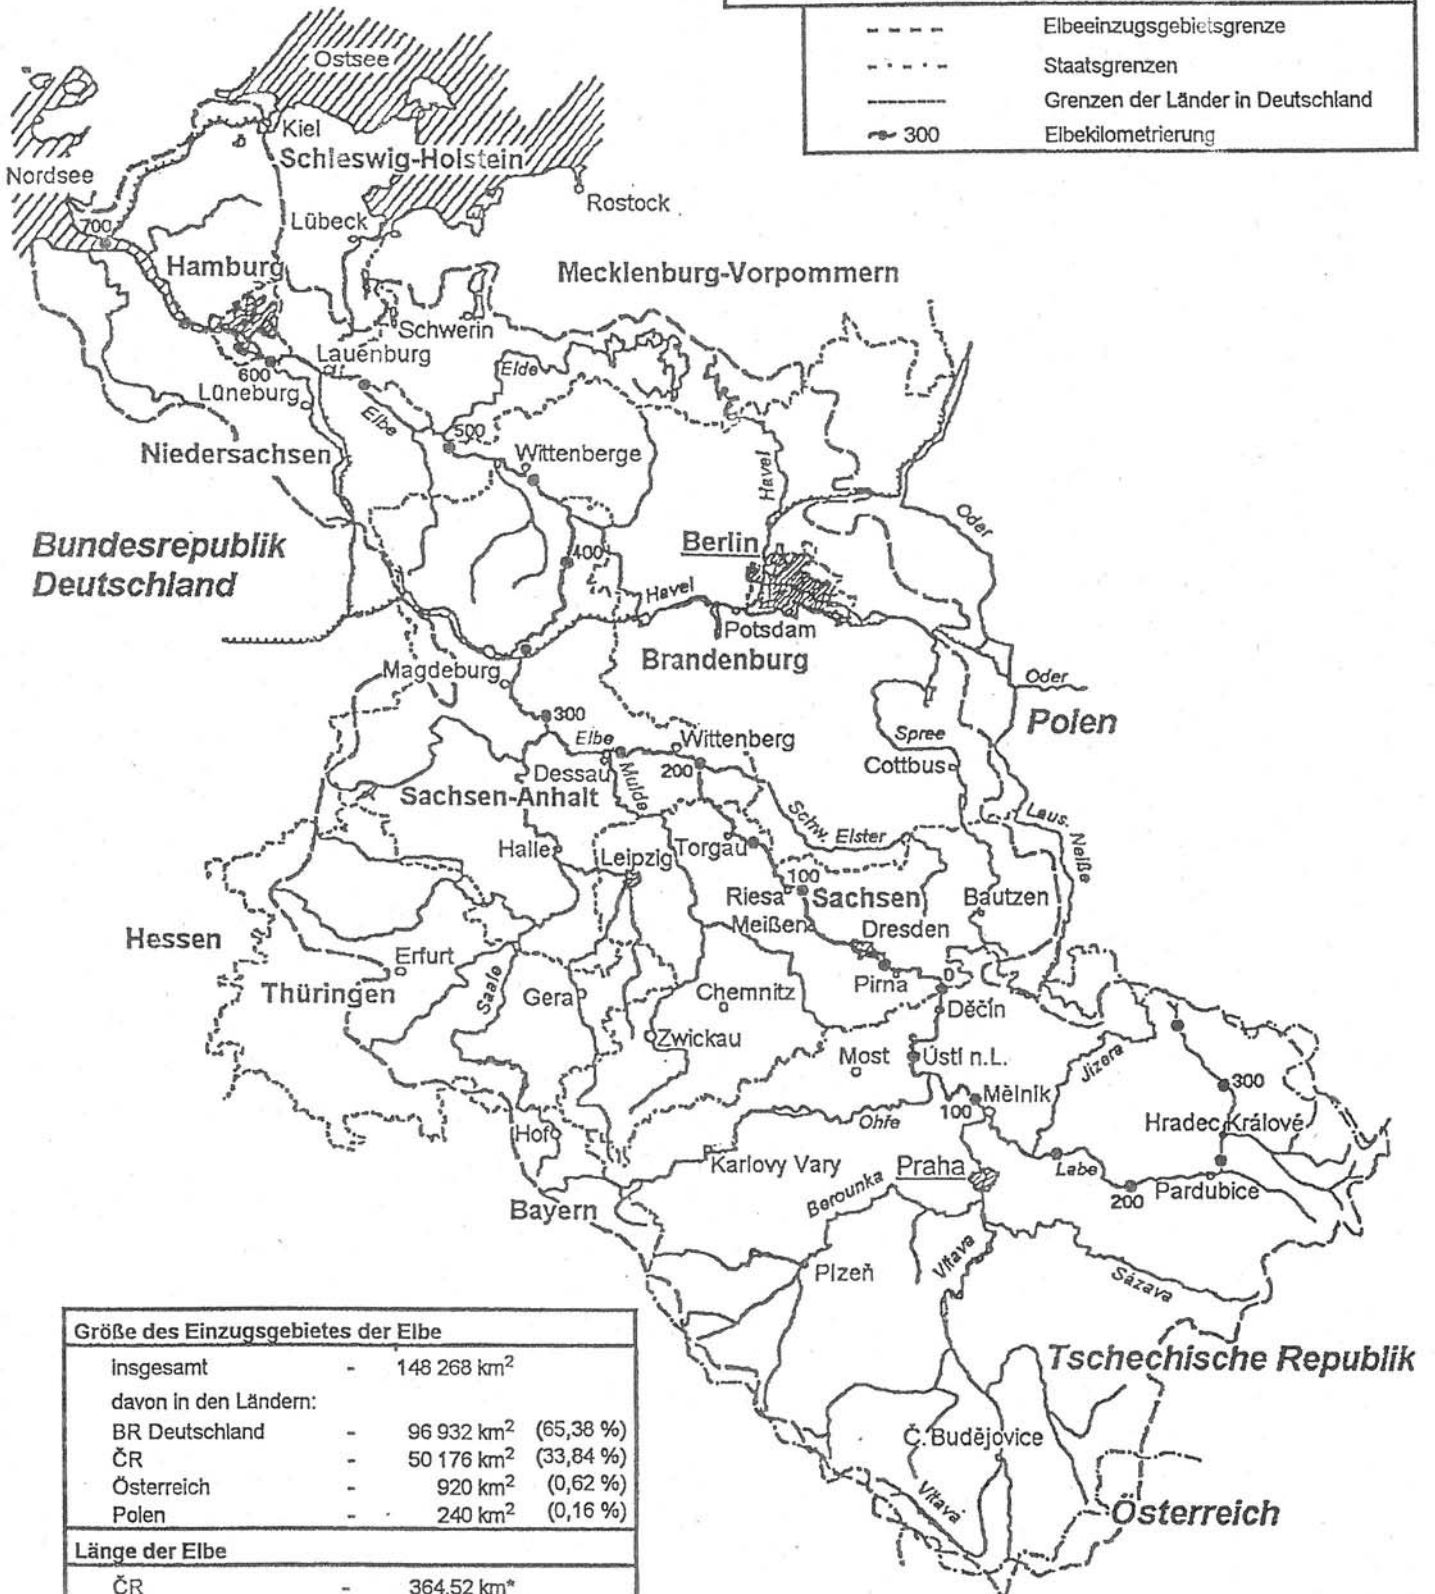 Elbeeinzugsgebietsgrenze
Staatsgrenzen
Grenzen der Länder in Deutschland
300 Elbekilometrierung
Ostsee
Kiel
Schleswig-Holstein
Nordsee
Rostock
700
Lübeck
Hamburg
Mecklenburg-Vorpommern
Schwerin
Lauenburg
Elde
600
Lüneburg
Elbe
500
Niedersachsen
Wittenberge
Havel
Oder
Bundesrepublik
Deutschland
Berlin
400
Havel
Potsdam
Magdeburg
Brandenburg
Oder
300
Polen
Elbe
Wittenberg
Spree
Dessau
200
Cottbus
Mulde
Sachsen-Anhalt
Schw. Elster
Laus. Neiße
Halle
Leipzig
Torgau
100
Riesa
Sachsen
Bautzen
Meißen
Dresden
Hessen
Erfurt
0
Pirna
Thüringen
Saale
Gera
Chemnitz
Děčín
Zwickau
Most
Ústí n.L.
Jizera
300
Mělník
100
Ohře
Hradec Králové
Hof
Karlovy Vary
Praha
Labe
Berounka
200
Pardubice
Bayern
Vltava
Plzeň
Sázava
Tschechische Republik
Č. Budějovice
Vltava
Österreich
Größe des Einzugsgebietes der Elbe
insgesamt - 148 268 km²
davon in den Ländern:
BR Deutschland - 96 932 km² (65,38 %)
ČR - 50 176 km² (33,84 %)
Österreich - 920 km² (0,62 %)
Polen - 240 km² (0,16 %)
Länge der Elbe
ČR - 364,52 km*